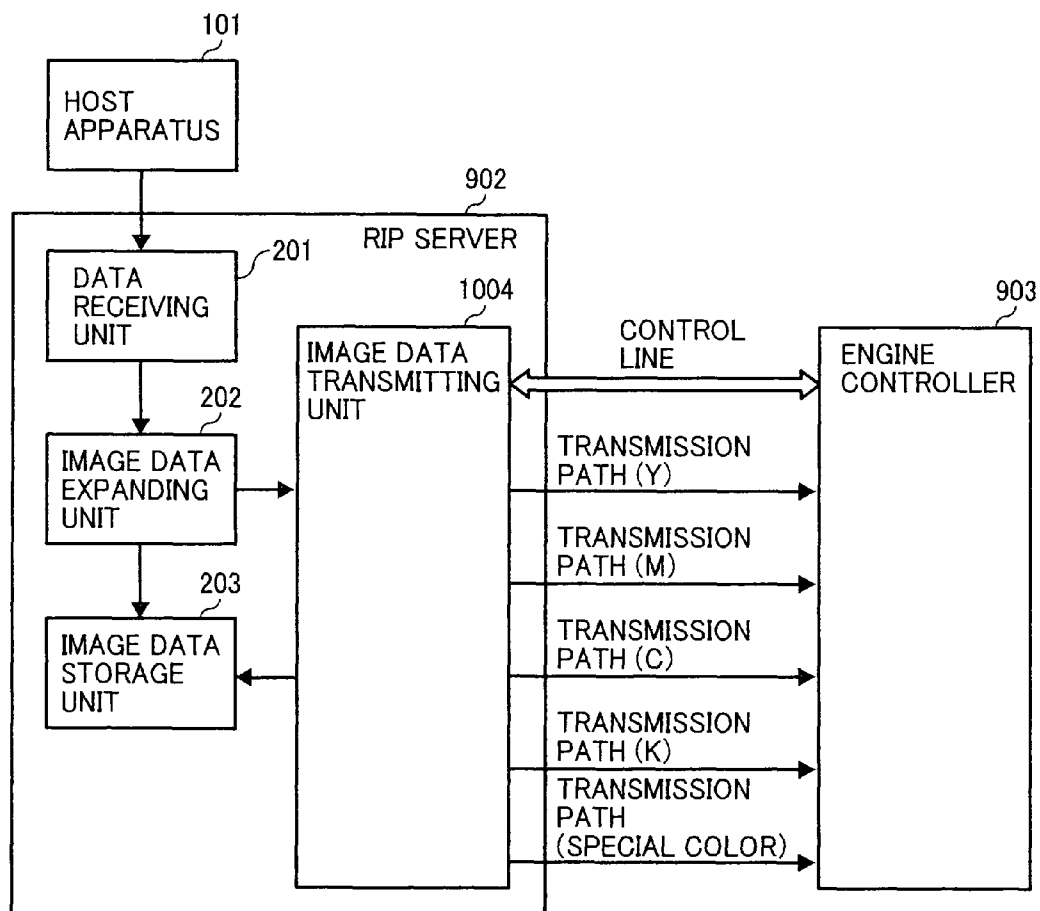 101
HOST
APPARATUS
902
RIP SERVER
201
DATA
RECEIVING
UNIT
1004
IMAGE DATA
TRANSMITTING
UNIT
CONTROL
LINE
903
ENGINE
CONTROLLER
202
IMAGE DATA
EXPANDING
UNIT
TRANSMISSION
PATH (Y)
TRANSMISSION
PATH (M)
203
IMAGE DATA
STORAGE
UNIT
TRANSMISSION
PATH (C)
TRANSMISSION
PATH (K)
TRANSMISSION
PATH
(SPECIAL COLOR)